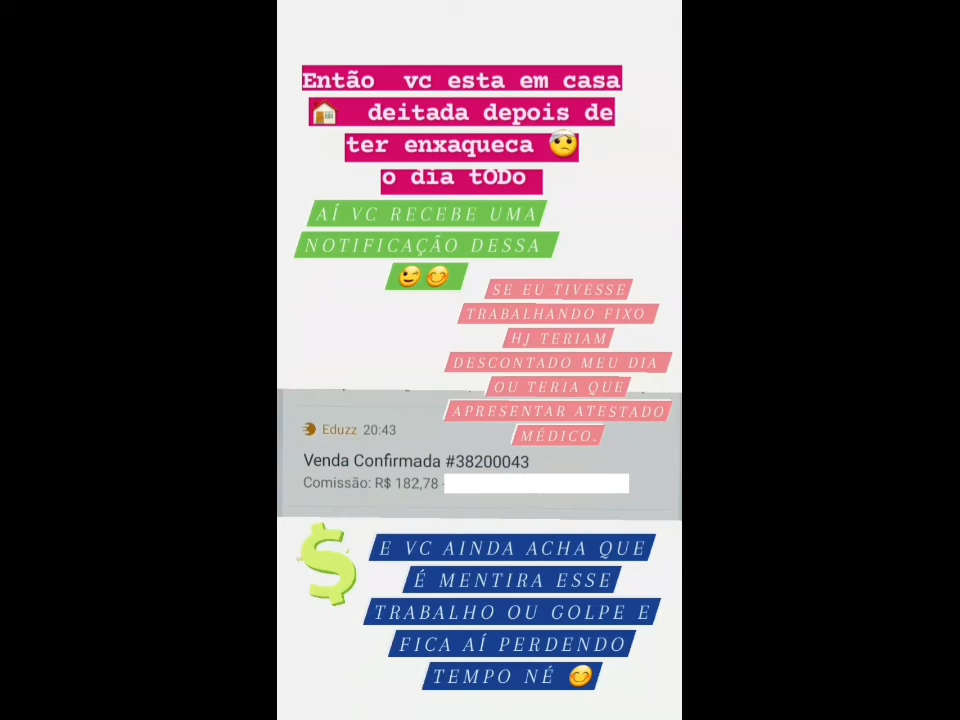 Então vc esta em casa
🏠 deitada depois de
ter enxaqueca 🤕
o dia tODo
AÍ VC RECEBE UMA
NOTIFICAÇÃO DESSA
😉😊
SE EU TIVESSE
TRABALHANDO FIXO
HJ TERIAM
DESCONTADO MEU DIA
OU TERIA QUE
APRESENTAR ATESTADO
MÉDICO.
Eduzz 20:43
Venda Confirmada #38200043
Comissão: R$ 182,78
E VC AINDA ACHA QUE
É MENTIRA ESSE
TRABALHO OU GOLPE E
FICA AÍ PERDENDO
TEMPO NÉ 😊